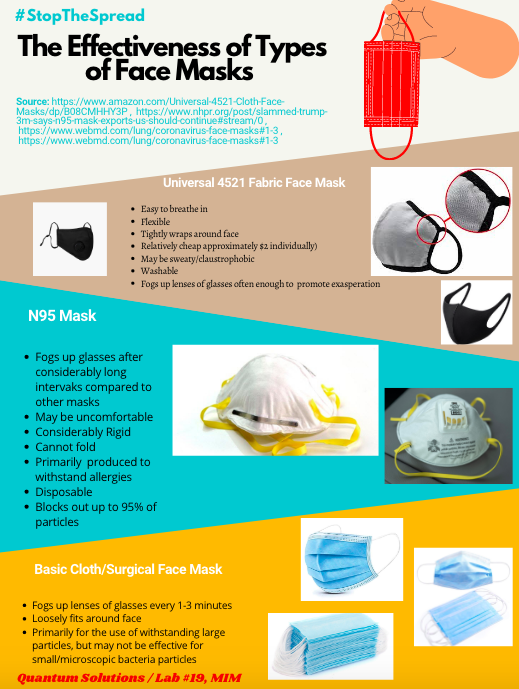 #StopTheSpread
The Effectiveness of Types
of Face Masks
Source: https://www.amazon.com/Universal-4521-Cloth-Face-
Masks/dp/B08CMHHY3P , https://www.nhpr.org/post/slammed-trump-
3m-says-n95-mask-exports-us-should-continue#stream/0 ,
https://www.webmd.com/lung/coronavirus-face-masks#1-3 ,
https://www.webmd.com/lung/coronavirus-face-masks#1-3
Universal 4521 Fabric Face Mask
• Easy to breathe in
• Flexible
• Tightly wraps around face
• Relatively cheap approximately $2 individually)
• May be sweaty/claustrophobic
• Washable
• Fogs up lenses of glasses often enough to promote exasperation
N95 Mask
• Fogs up glasses after
considerably long
intervaks compared to
other masks
• May be uncomfortable
• Considerably Rigid
• Cannot fold
• Primarily produced to
withstand allergies
• Disposable
• Blocks out up to 95% of
particles
Basic Cloth/Surgical Face Mask
• Fogs up lenses of glasses every 1-3 minutes
• Loosely fits around face
• Primarily for the use of withstanding large
particles, but may not be effective for
small/microscopic bacteria particles
Quantum Solutions / Lab #19, MIM